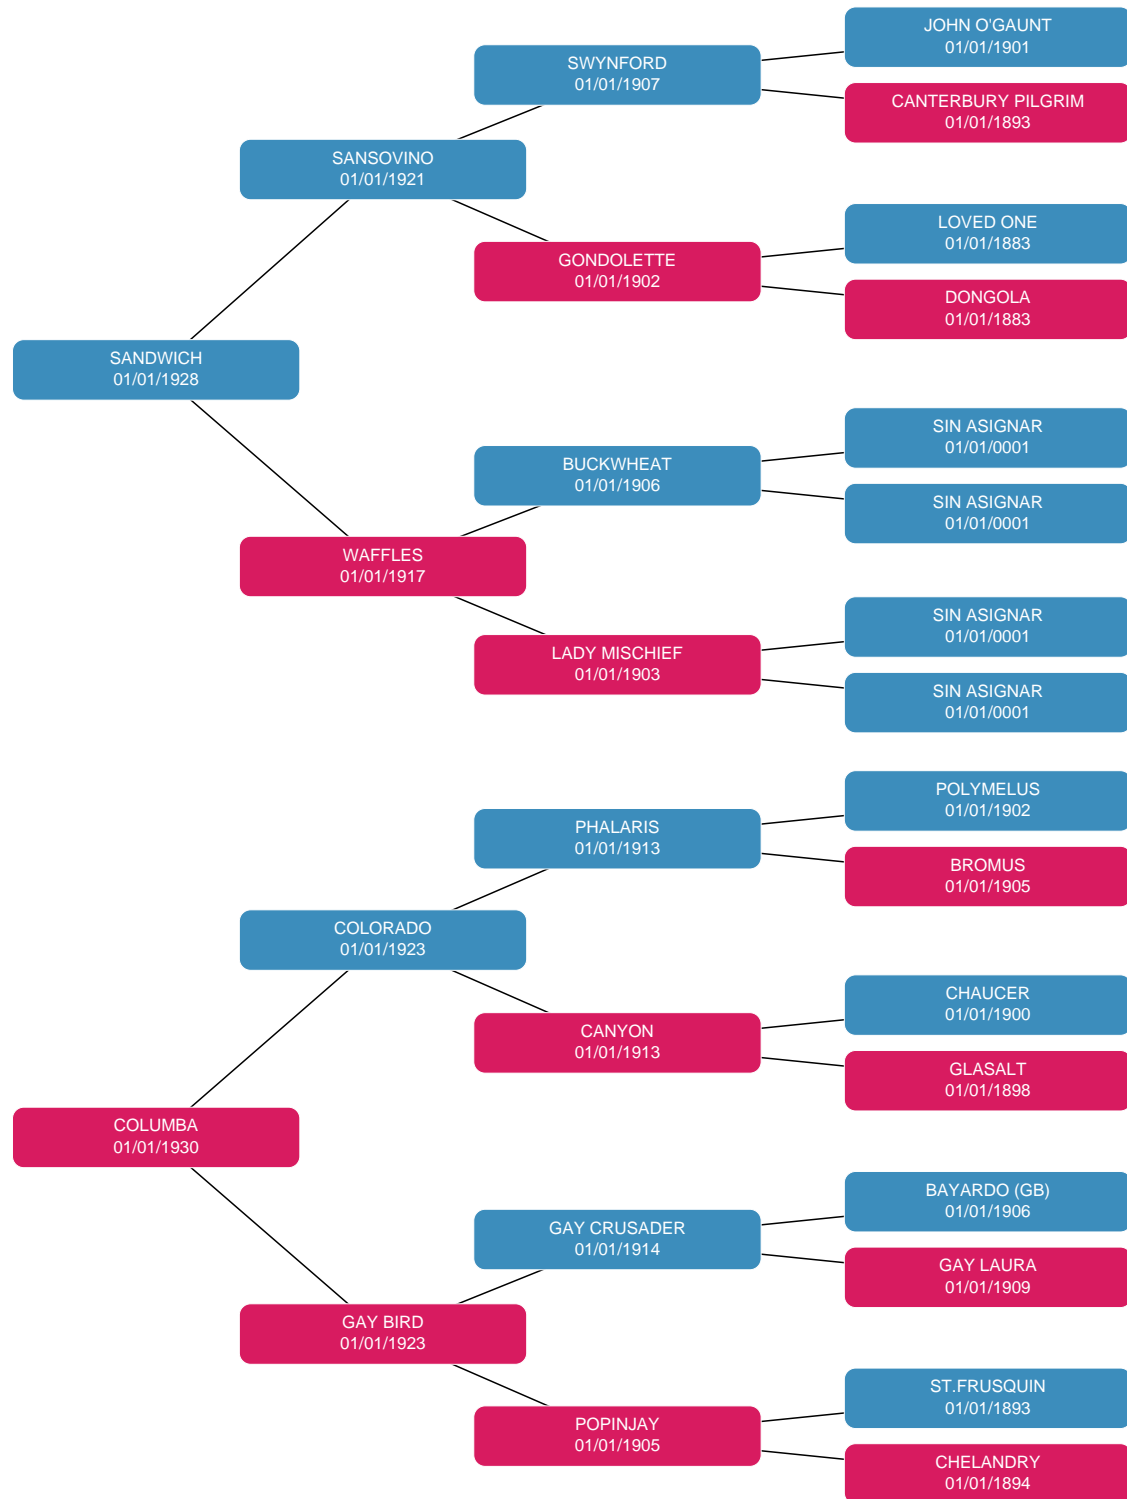 JOHN O'GAUNT
01/01/1901
SWYNFORD
01/01/1907
CANTERBURY PILGRIM
01/01/1893
SANSOVINO
01/01/1921
LOVED ONE
01/01/1883
GONDOLETTE
01/01/1902
DONGOLA
01/01/1883
SANDWICH
01/01/1928
SIN ASIGNAR
01/01/0001
BUCKWHEAT
01/01/1906
SIN ASIGNAR
01/01/0001
WAFFLES
01/01/1917
SIN ASIGNAR
01/01/0001
LADY MISCHIEF
01/01/1903
SIN ASIGNAR
01/01/0001
POLYMELUS
01/01/1902
PHALARIS
01/01/1913
BROMUS
01/01/1905
COLORADO
01/01/1923
CHAUCER
01/01/1900
CANYON
01/01/1913
GLASALT
01/01/1898
COLUMBA
01/01/1930
BAYARDO (GB)
01/01/1906
GAY CRUSADER
01/01/1914
GAY LAURA
01/01/1909
GAY BIRD
01/01/1923
ST.FRUSQUIN
01/01/1893
POPINJAY
01/01/1905
CHELANDRY
01/01/1894